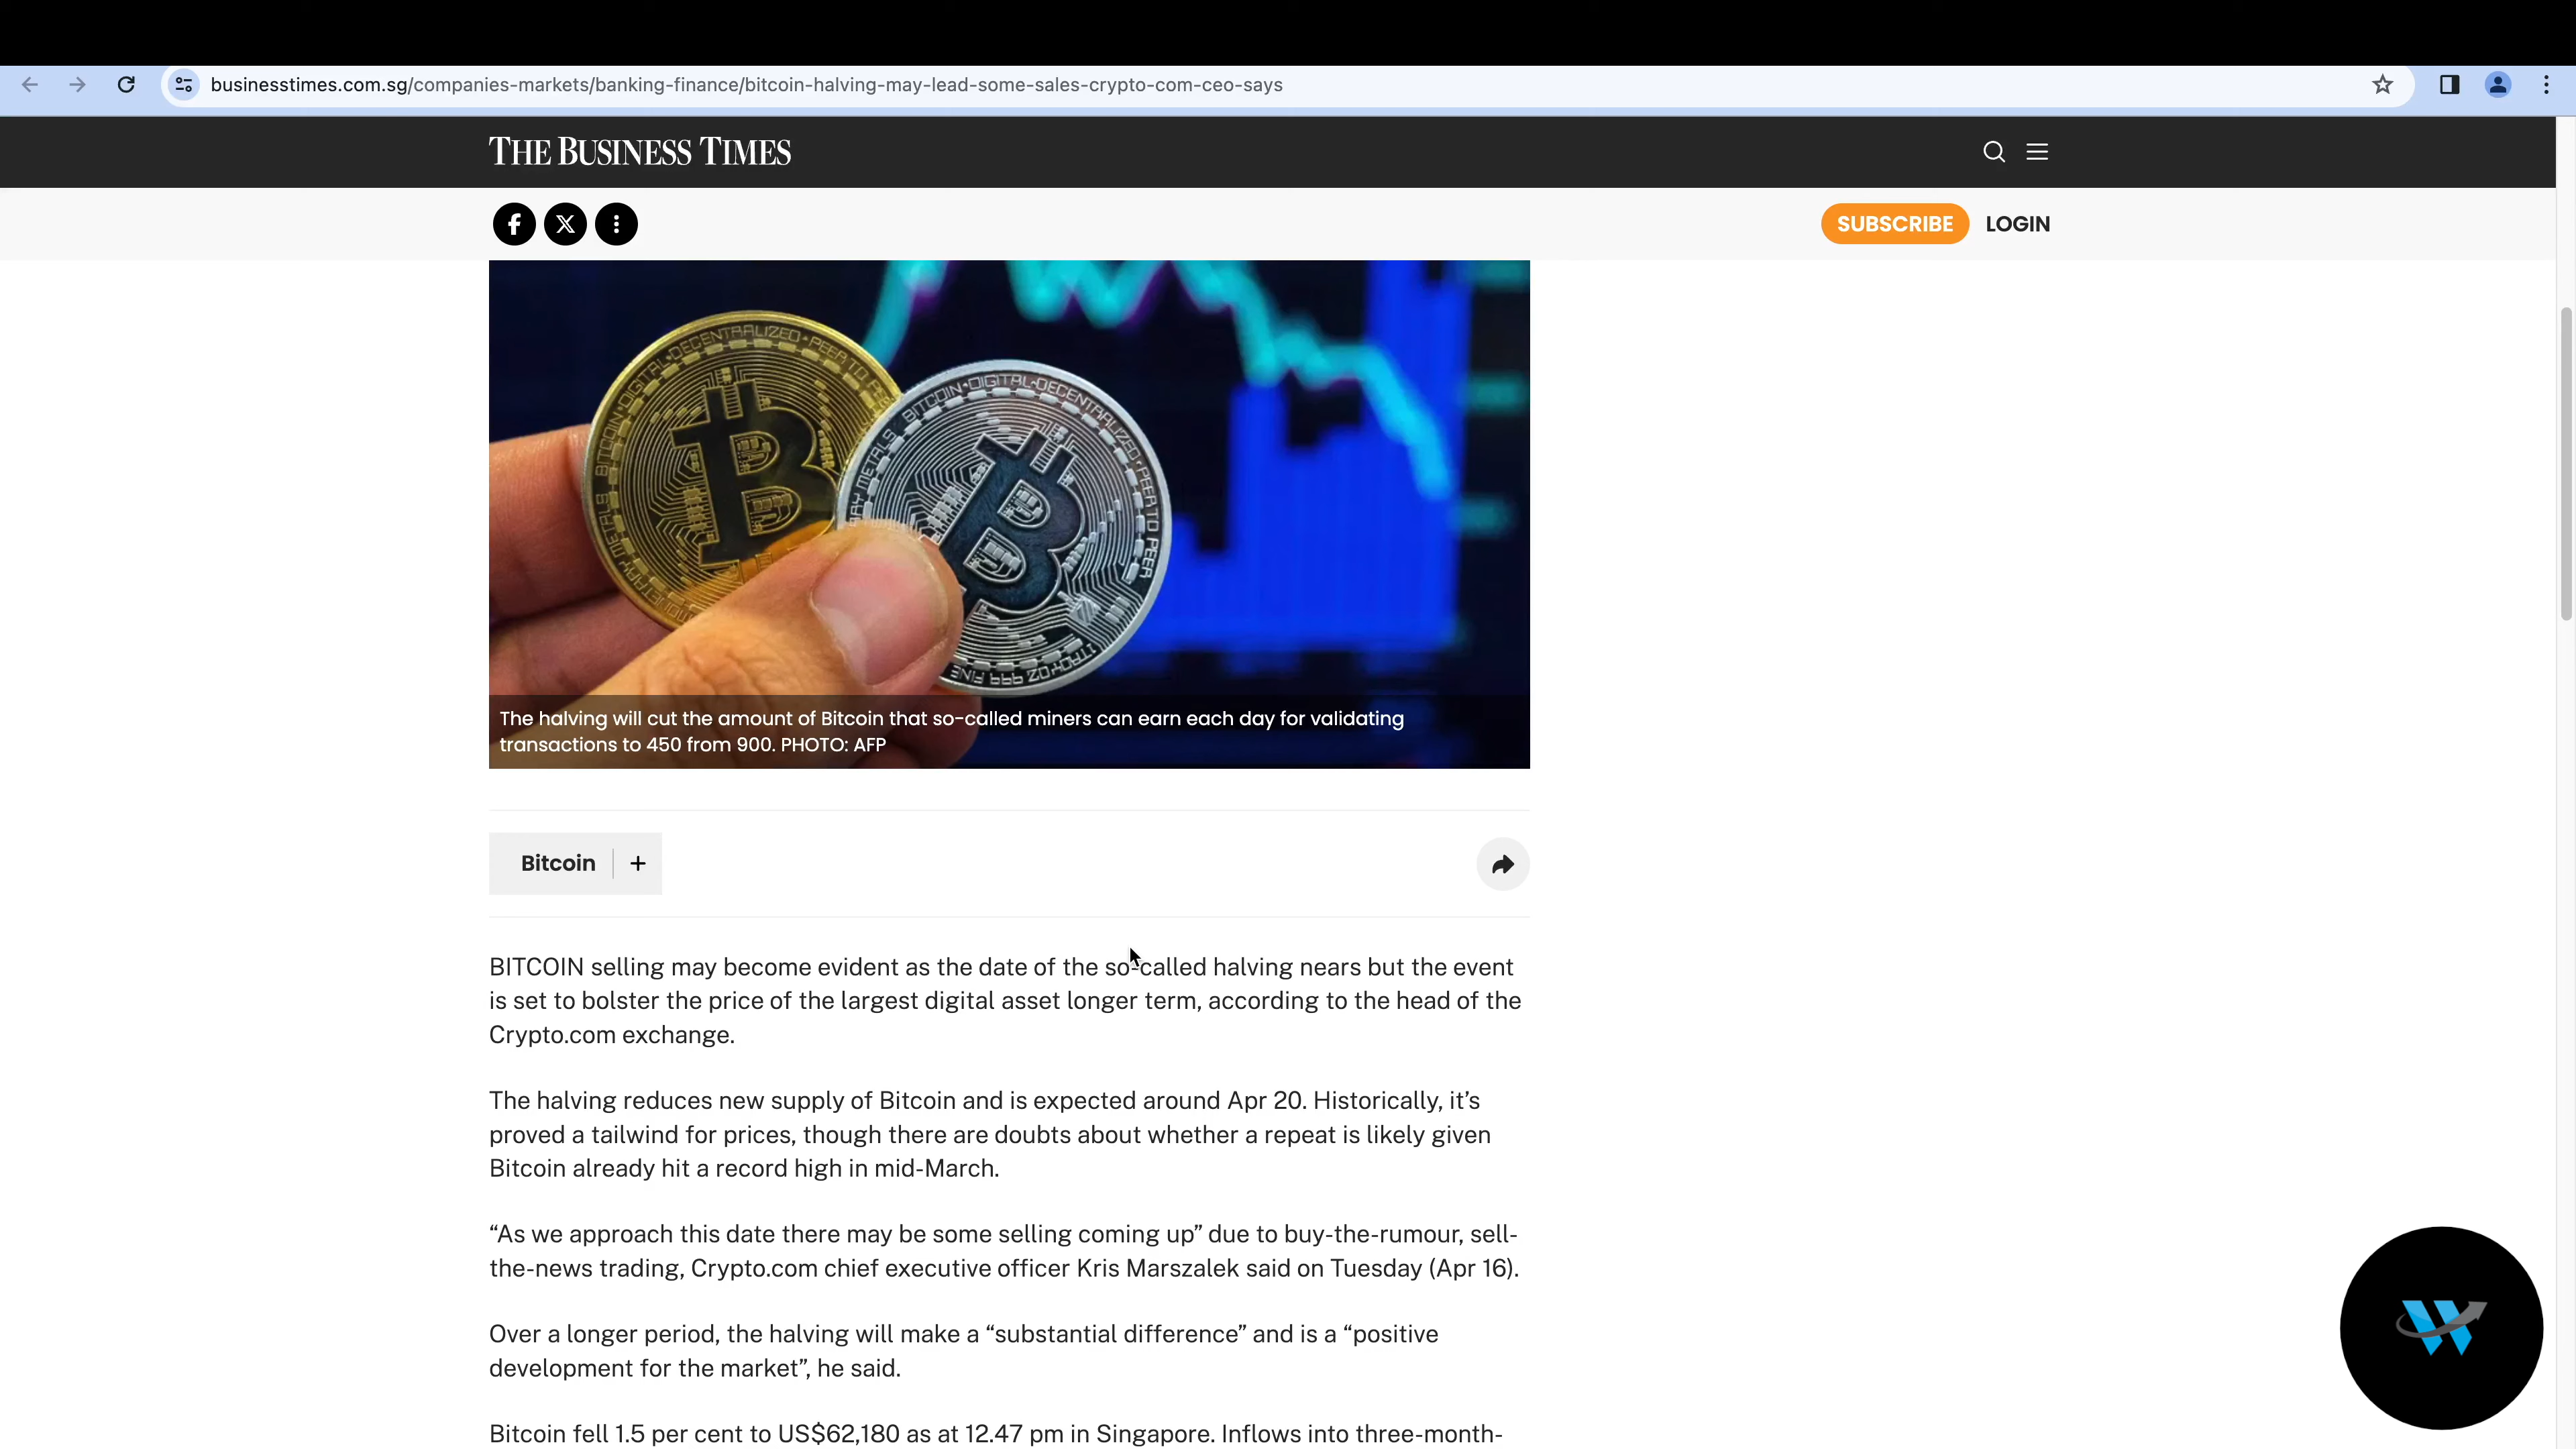 businesstimes.com.sg/companies-markets/banking-finance/bitcoin-halving-may-lead-some-sales-crypto-com-ceo-says
THE BUSINESS TIMES
SUBSCRIBE LOGIN
DIGITAL DECENTRALIZED PEER TO
BITCOIN DIGITAL DECENTRALIZED PEER TO PEER
The halving will cut the amount of Bitcoin that so-called miners can earn each day for validating
transactions to 450 from 900. PHOTO: AFP
Bitcoin +
BITCOIN selling may become evident as the date of the so-called halving nears but the event
is set to bolster the price of the largest digital asset longer term, according to the head of the
Crypto.com exchange.
The halving reduces new supply of Bitcoin and is expected around Apr 20. Historically, it’s
proved a tailwind for prices, though there are doubts about whether a repeat is likely given
Bitcoin already hit a record high in mid-March.
“As we approach this date there may be some selling coming up” due to buy-the-rumour, sell-
the-news trading, Crypto.com chief executive officer Kris Marszalek said on Tuesday (Apr 16).
Over a longer period, the halving will make a “substantial difference” and is a “positive
development for the market”, he said.
Bitcoin fell 1.5 per cent to US$62,180 as at 12.47 pm in Singapore. Inflows into three-month-